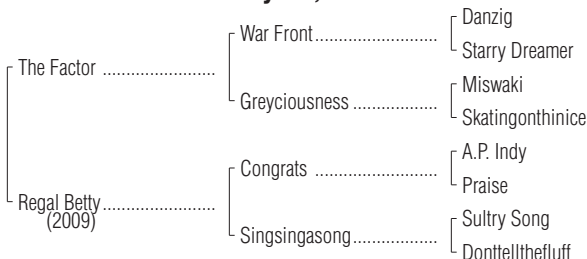 Danzig
War Front
Starry Dreamer
The Factor
Miswaki
Greyciousness
Skatingonthinice
A.P. Indy
Congrats
Praise
Regal Betty
(2009)
Sultry Song
Singsingasong
Donttellthefluff